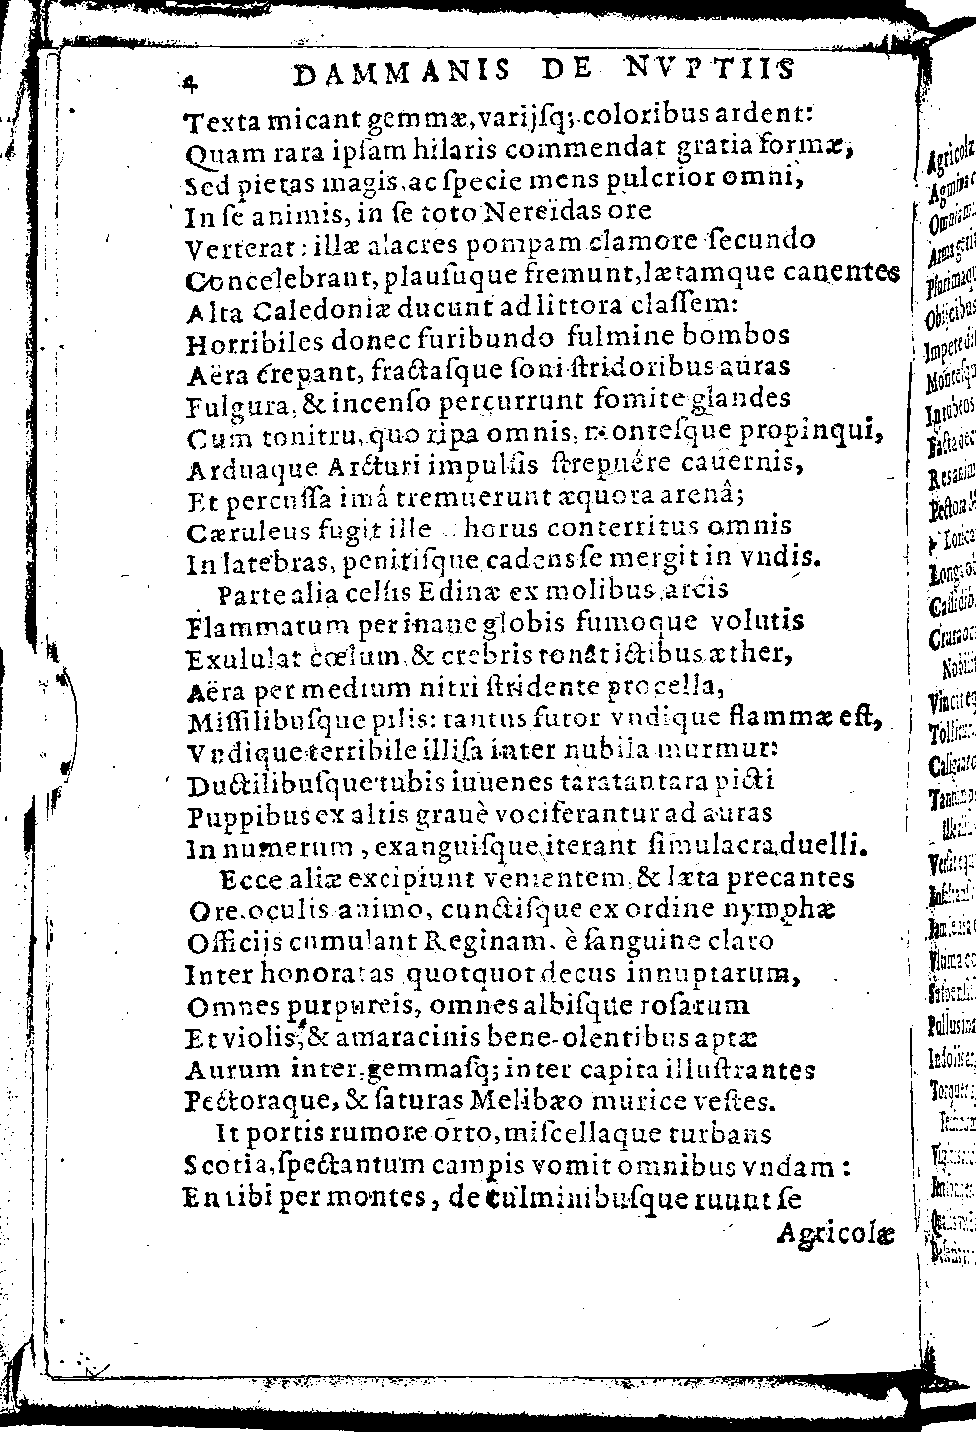 4 DAMMANIS DE NVPTIIS
Texta micant gemmæ, varijſq; coloribus ardent:
Quam rara ipſam hilaris commendat gratia formæ,
Sed pietas magis, ac ſpecie mens pulcrior omni,
In ſe animis, in ſe toto Nereïdas ore
Verterat: illæ alacres pompam clamore ſecundo
Concelebrant, plauſuque fremunt, lætamque canentes
Alta Caledoniæ ducunt ad littora claſſem:
Horribiles donec furibundo fulmine bombos
Aëra crepant, fractaſque ſoni ſtridoribus auras
Fulgura, & incenſo percurrunt fomite glandes
Cum tonitru, quo ripa omnis, monteſque propinqui,
Arduaque Arcturi impulſis ſtrepuére cauernis,
Et percuſſa imâ tremuerunt æquora arenâ;
Cæruleus fugit ille horus conterritus omnis
In latebras, penitiſque cadens ſe mergit in vndis.
Parte alia celſis Edinæ ex molibus arcis
Flammatum per inane globis fumoque volutis
Exululat cœlum, & crebris tonat ictibus æther,
Aëra per medium nitri ſtridente procella,
Miſſilibuſque pilis: tantus furor vndique flammæ eſt,
Vndique terribile illiſa inter nubila murmur:
Ductilibuſque tubis iuuenes taratantara picti
Puppibus ex altis grauè vociferantur ad auras
In numerum, exanguiſque iterant ſimulacra duelli.
Ecce aliæ excipiunt venientem, & læta precantes
Ore, oculis animo, cunctiſque ex ordine nymphæ
Officijs cumulant Reginam, è ſanguine claro
Inter honoratas quotquot decus innuptarum,
Omnes purpureis, omnes albiſque roſarum
Et violis, & amaracinis bene-olentibus aptæ
Aurum inter, gemmaſq; inter capita illuſtrantes
Pectoraque, & ſaturas Melibæo murice veſtes.
It portis rumore orto, miſcellaque turbans
Scotia, ſpectantum campis vomit omnibus vndam:
En tibi per montes, de culminibuſque ruunt ſe
Agricolæ